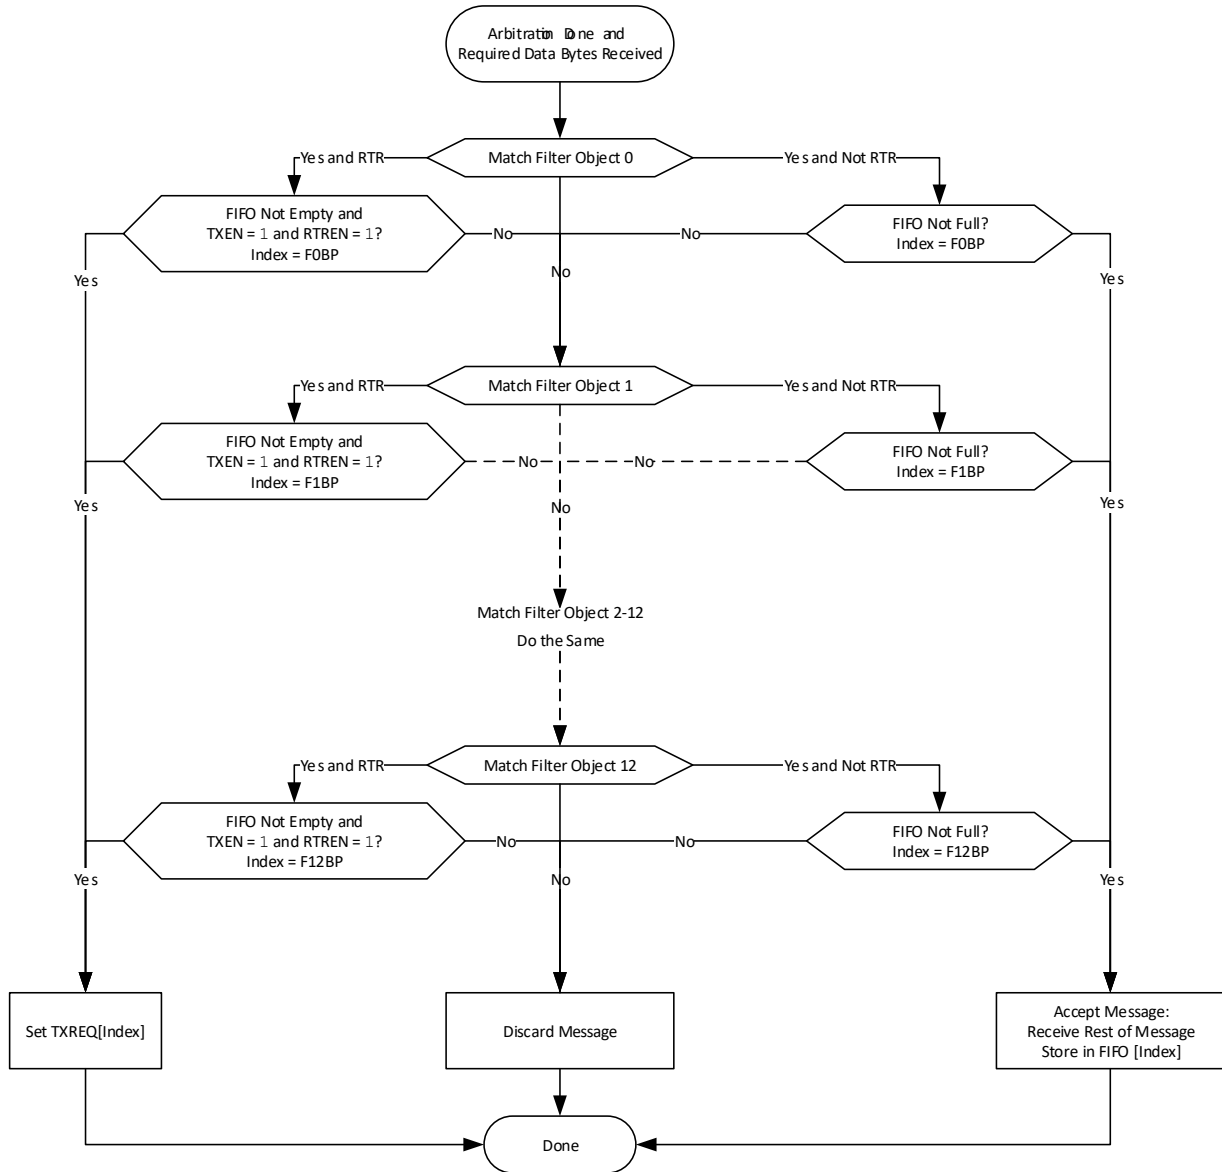 Arbitration Done and
Required Data Bytes Received
Match Filter Object 0
Yes and RTR
Yes and Not RTR
FIFO Not Empty and
TXEN = 1 and RTREN = 1?
Index = F0BP
No
No
FIFO Not Full?
Index = F0BP
Yes
No
Yes
Match Filter Object 1
Yes and RTR
Yes and Not RTR
FIFO Not Empty and
TXEN = 1 and RTREN = 1?
Index = F1BP
No
No
FIFO Not Full?
Index = F1BP
Yes
No
Yes
Match Filter Object 2-12
Do the Same
Match Filter Object 12
Yes and RTR
Yes and Not RTR
FIFO Not Empty and
TXEN = 1 and RTREN = 1?
Index = F12BP
No
No
FIFO Not Full?
Index = F12BP
Yes
No
Yes
Set TXREQ[Index]
Discard Message
Accept Message:
Receive Rest of Message
Store in FIFO [Index]
Done